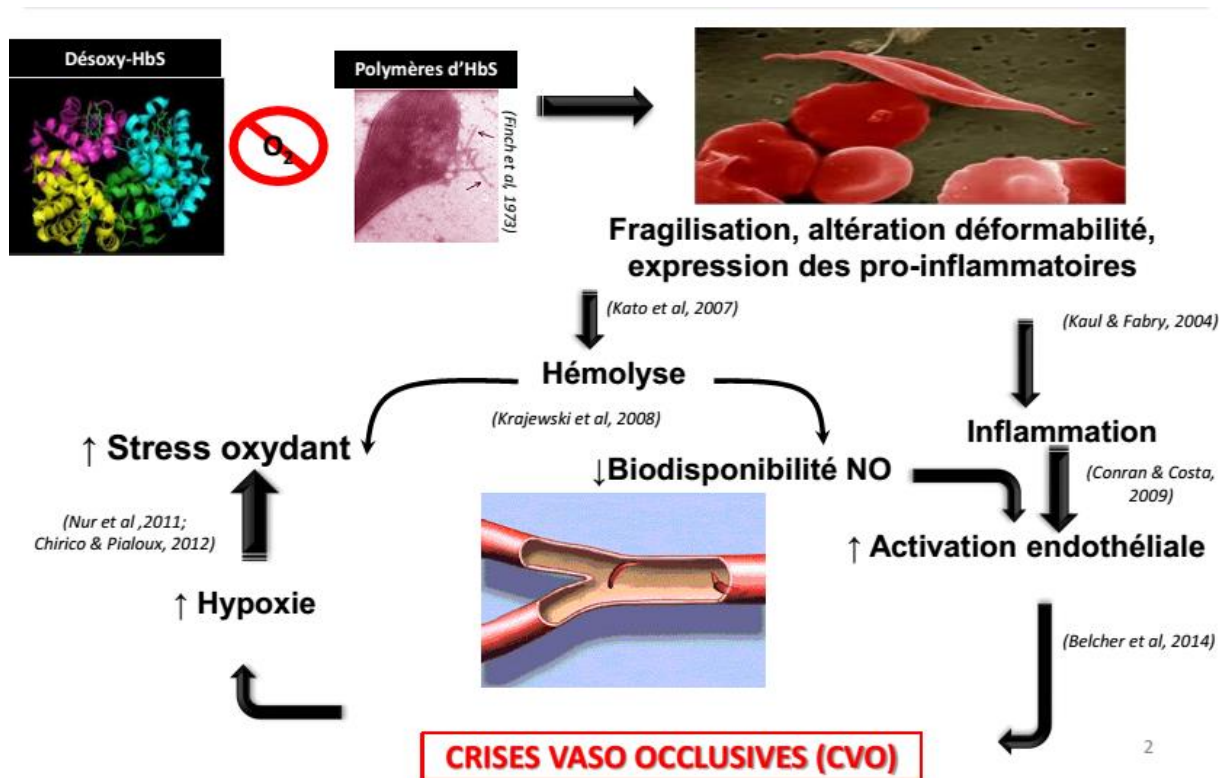 Désoxy-HbS
O₂
Polymères d'HbS
(Finch et al, 1973)
Fragilisation, altération déformabilité,
expression des pro-inflammatoires
(Kato et al, 2007)
(Kaul & Fabry, 2004)
Hémolyse
(Krajewski et al, 2008)
Inflammation
↑ Stress oxydant
↓Biodisponibilité NO
(Conran & Costa,
2009)
(Nur et al ,2011;
Chirico & Pialoux, 2012)
↑ Activation endothéliale
↑ Hypoxie
(Belcher et al, 2014)
CRISES VASO OCCLUSIVES (CVO)
2